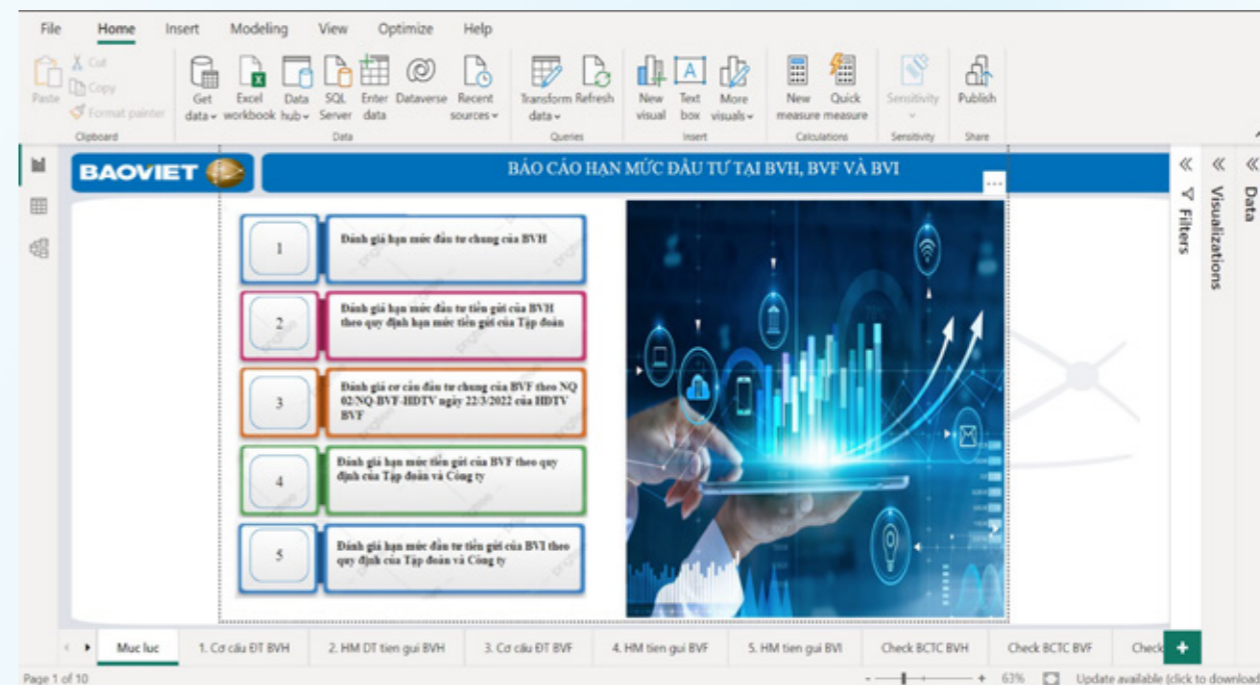 File Home Insert Modeling View Optimize Help
Cut
Copy
Format painter
Paste
Get data
Excel workbook
Data hub
SQL Server
Enter data
Dataverse
Recent sources
Transform data
Refresh
New visual
Text box
More visuals
New measure
Quick measure
Sensitivity
Publish
Clipboard Data Queries Insert Calculations Sensitivity Share
BAOVIET
BÁO CÁO HẠN MỨC ĐẦU TƯ TẠI BVH, BVF VÀ BVI
1
Đánh giá hạn mức đầu tư chung của BVH
2
Đánh giá hạn mức đầu tư tiền gửi của BVH
theo quy định hạn mức tiền gửi của Tập đoàn
3
Đánh giá cơ cấu đầu tư chung của BVF theo NQ
02/NQ-BVF-HDTV ngày 22/3/2022 của HDTV
BVF
4
Đánh giá hạn mức tiền gửi của BVF theo quy
định của Tập đoàn và Công ty
5
Đánh giá hạn mức đầu tư tiền gửi của BVI theo
quy định của Tập đoàn và Công ty
Filters
Visualizations
Data
Muc luc
1. Cơ cấu ĐT BVH
2. HM DT tien gui BVH
3. Cơ cấu ĐT BVF
4. HM tien gui BVF
5. HM tien gui BVI
Check BCTC BVH
Check BCTC BVF
Check
Page 1 of 10
63%
Update available (click to download